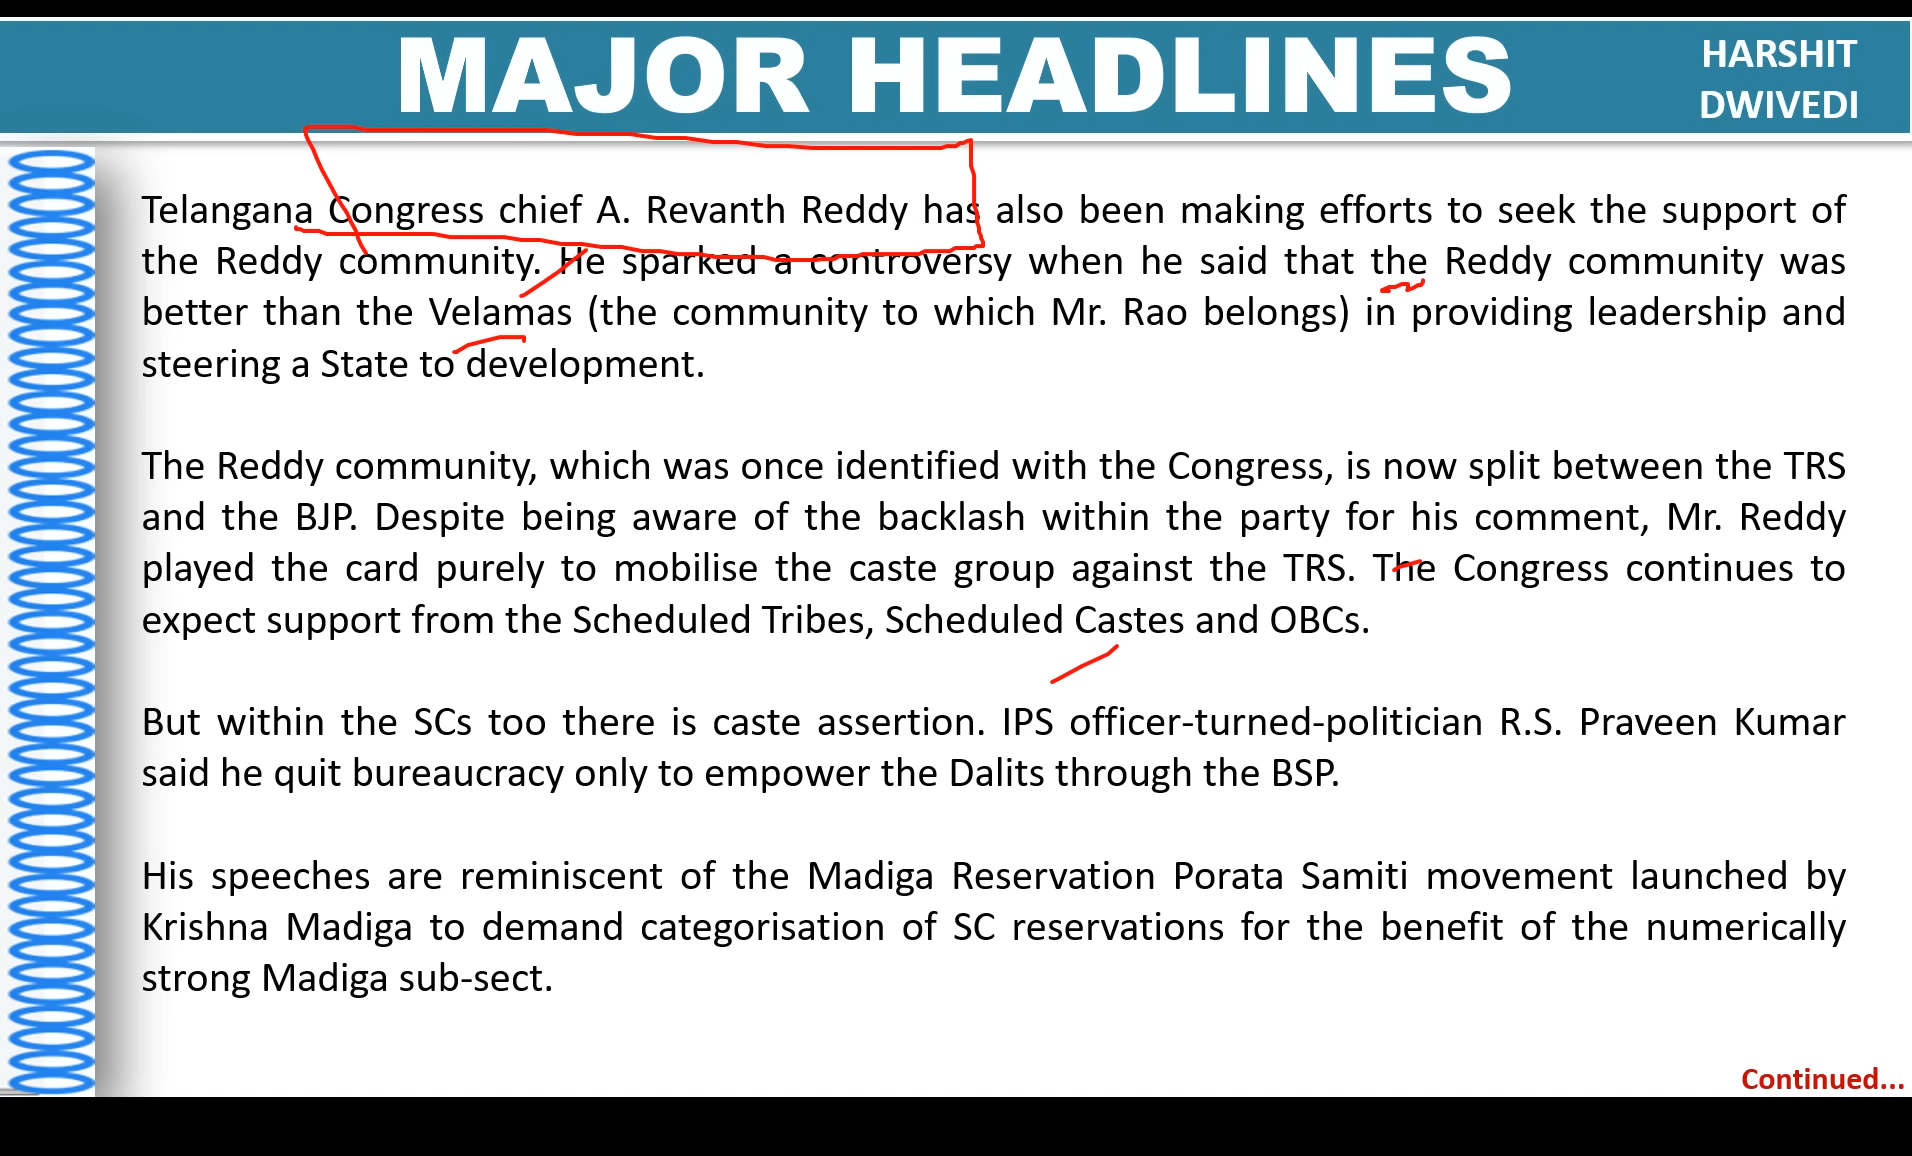 MAJOR HEADLINES
HARSHIT
DWIVEDI
Telangana Congress chief A. Revanth Reddy has also been making efforts to seek the support of
the Reddy community. He sparked a controversy when he said that the Reddy community was
better than the Velamas (the community to which Mr. Rao belongs) in providing leadership and
steering a State to development.
The Reddy community, which was once identified with the Congress, is now split between the TRS
and the BJP. Despite being aware of the backlash within the party for his comment, Mr. Reddy
played the card purely to mobilise the caste group against the TRS. The Congress continues to
expect support from the Scheduled Tribes, Scheduled Castes and OBCs.
But within the SCs too there is caste assertion. IPS officer-turned-politician R.S. Praveen Kumar
said he quit bureaucracy only to empower the Dalits through the BSP.
His speeches are reminiscent of the Madiga Reservation Porata Samiti movement launched by
Krishna Madiga to demand categorisation of SC reservations for the benefit of the numerically
strong Madiga sub-sect.
Continued...